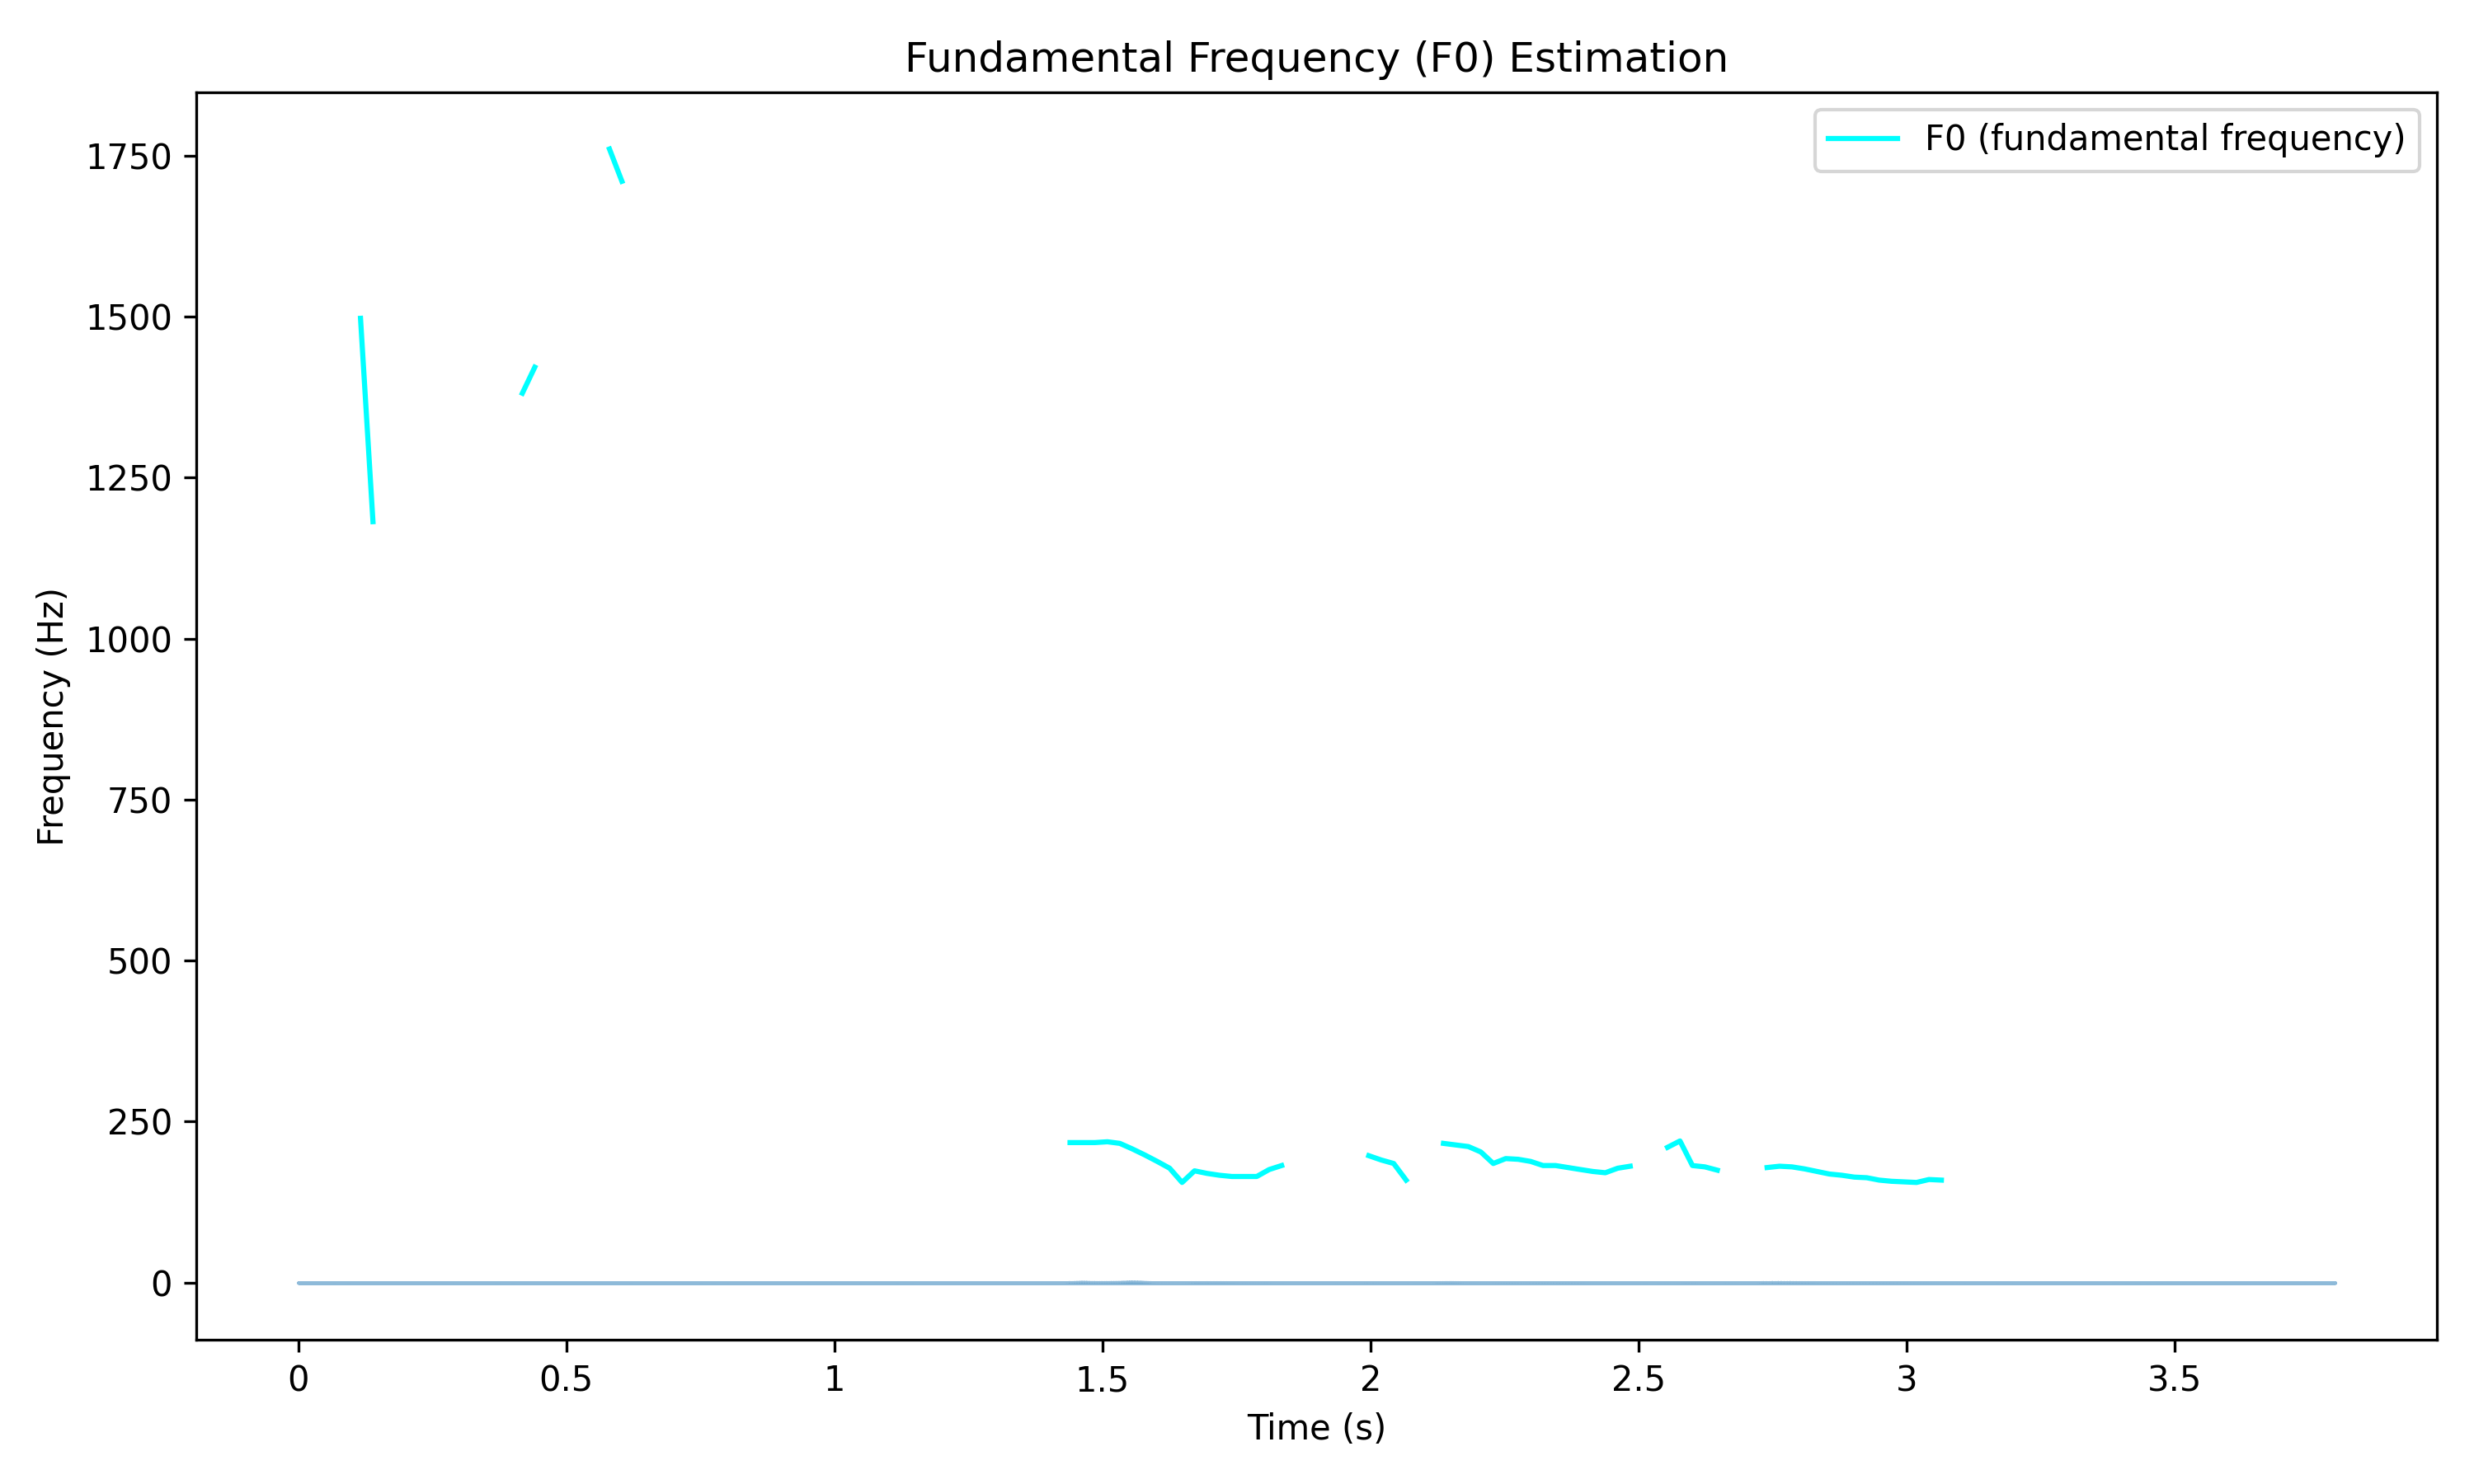 Fundamental Frequency (F0) Estimation
F0 (fundamental frequency)
Frequency (Hz)
1750
1500
1250
1000
750
500
250
0
0 0.5 1 1.5 2 2.5 3 3.5
Time (s)